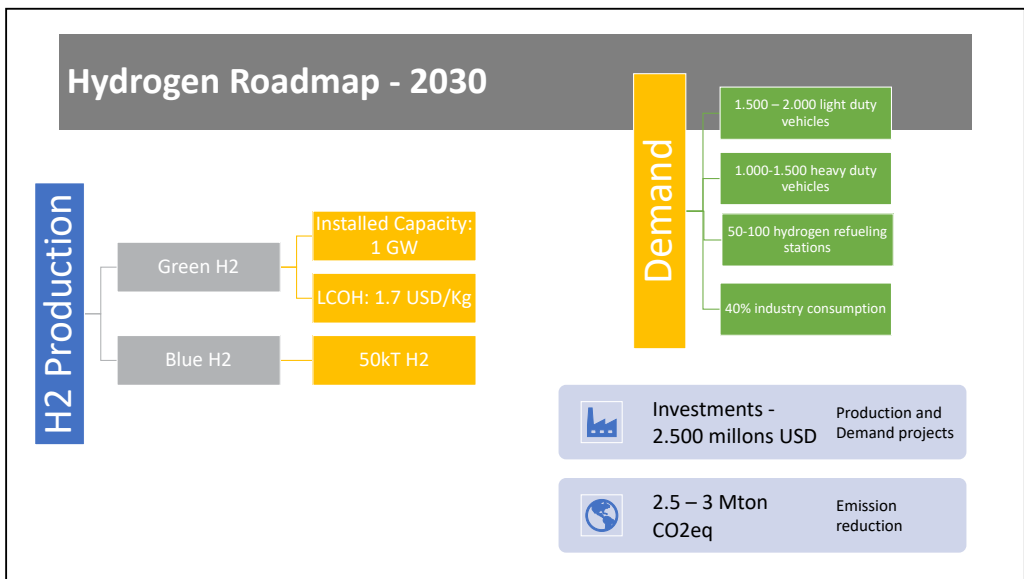 Hydrogen Roadmap - 2030
H2 Production
Green H2
Installed Capacity:
1 GW
LCOH: 1.7 USD/Kg
Blue H2
50kT H2
Demand
1.500 – 2.000 light duty
vehicles
1.000-1.500 heavy duty
vehicles
50-100 hydrogen refueling
stations
40% industry consumption
Investments -
2.500 millons USD
Production and
Demand projects
2.5 – 3 Mton
CO2eq
Emission
reduction